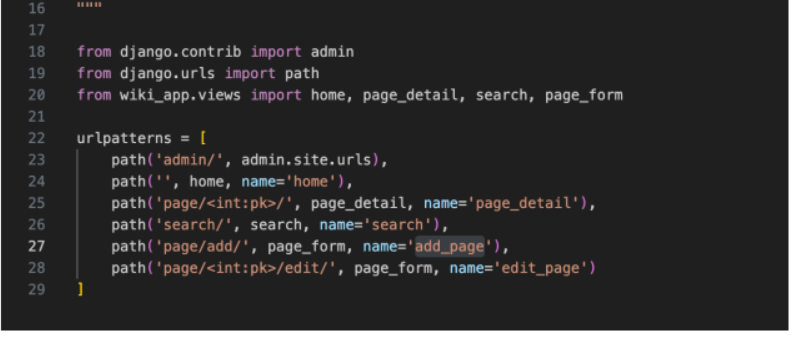 16 """
17
18 from django.contrib import admin
19 from django.urls import path
20 from wiki_app.views import home, page_detail, search, page_form
21
22 urlpatterns = [
23     path('admin/', admin.site.urls),
24     path('', home, name='home'),
25     path('page/<int:pk>/', page_detail, name='page_detail'),
26     path('search/', search, name='search'),
27     path('page/add/', page_form, name='add_page'),
28     path('page/<int:pk>/edit/', page_form, name='edit_page')
29 ]